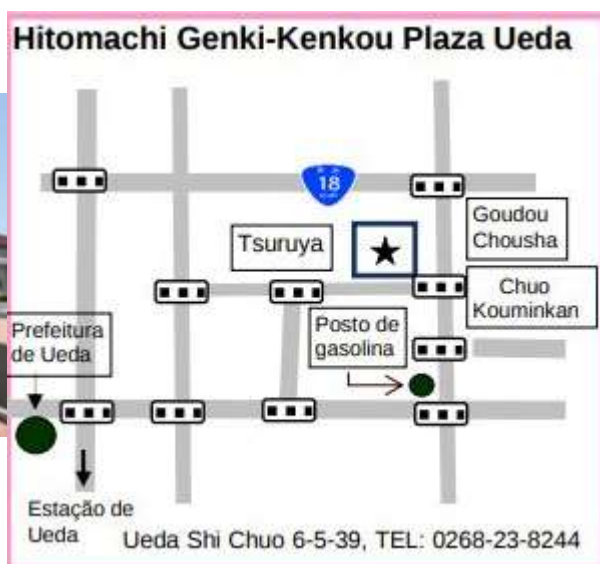 Hitomachi Genki-Kenkou Plaza Ueda
18
Goudou
Chousha
Tsuruya
Chuo
Kouminkan
Prefeitura
de Ueda
Posto de
gasolina
Estação de
Ueda
Ueda Shi Chuo 6-5-39, TEL: 0268-23-8244